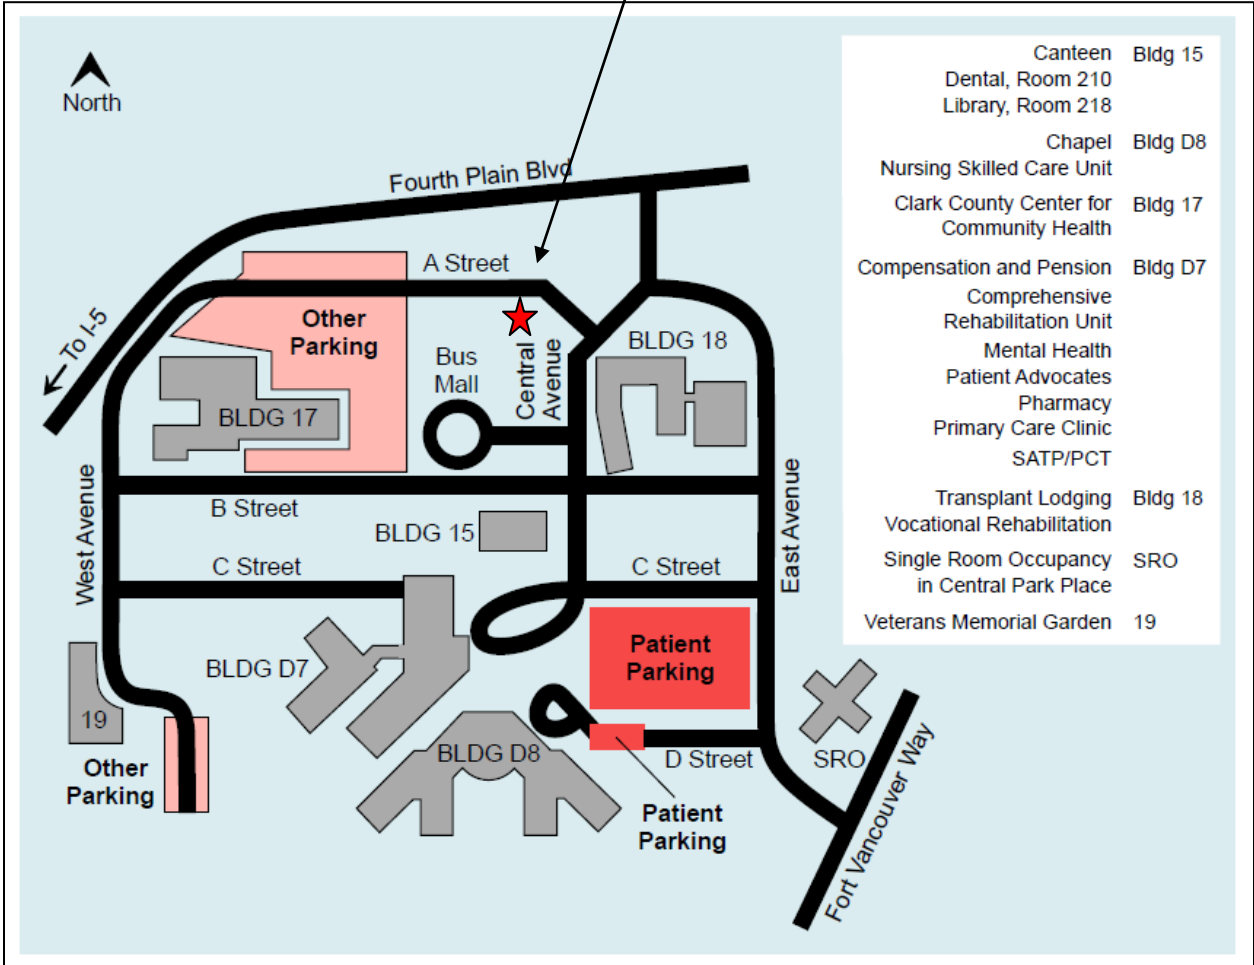 North
Fourth Plain Blvd
To I-5
A Street
Other
Parking
Bus
Mall
Central
Avenue
BLDG 18
BLDG 17
West Avenue
B Street
East Avenue
BLDG 15
C Street
C Street
BLDG D7
Patient
Parking
19
Other
Parking
BLDG D8
D Street
SRO
Patient
Parking
Fort Vancouver Way
Canteen Bldg 15
Dental, Room 210
Library, Room 218
Chapel Bldg D8
Nursing Skilled Care Unit
Clark County Center for Bldg 17
Community Health
Compensation and Pension Bldg D7
Comprehensive
Rehabilitation Unit
Mental Health
Patient Advocates
Pharmacy
Primary Care Clinic
SATP/PCT
Transplant Lodging Bldg 18
Vocational Rehabilitation
Single Room Occupancy SRO
in Central Park Place
Veterans Memorial Garden 19